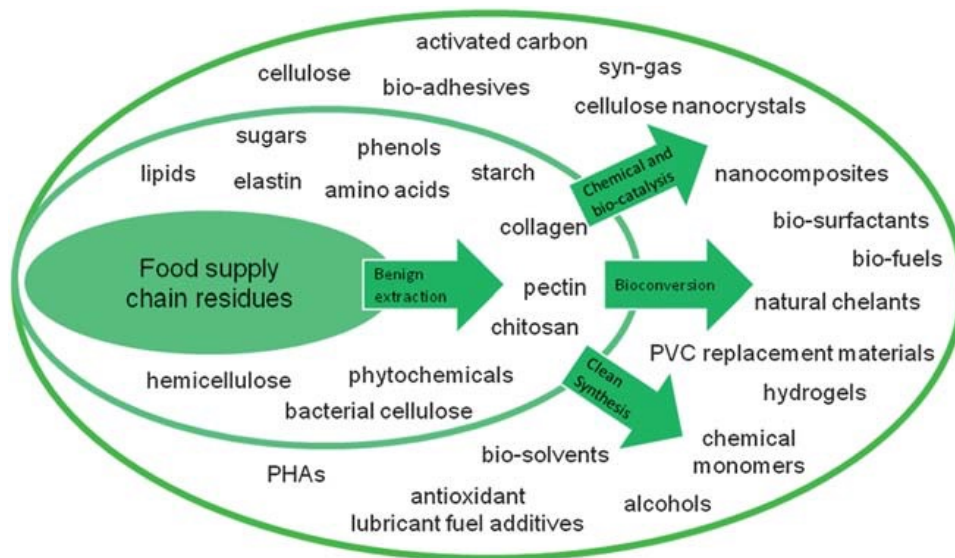 activated carbon
cellulose
syn-gas
bio-adhesives
cellulose nanocrystals
sugars
phenols
lipids
elastin
amino acids
starch
Chemical and
bio-catalysis
nanocomposites
collagen
bio-surfactants
bio-fuels
Food supply
chain residues
Benign
extraction
pectin
Bioconversion
natural chelants
chitosan
PVC replacement materials
hemicellulose
phytochemicals
Clean
Synthesis
hydrogels
bacterial cellulose
chemical
monomers
bio-solvents
PHAs
antioxidant
lubricant fuel additives
alcohols